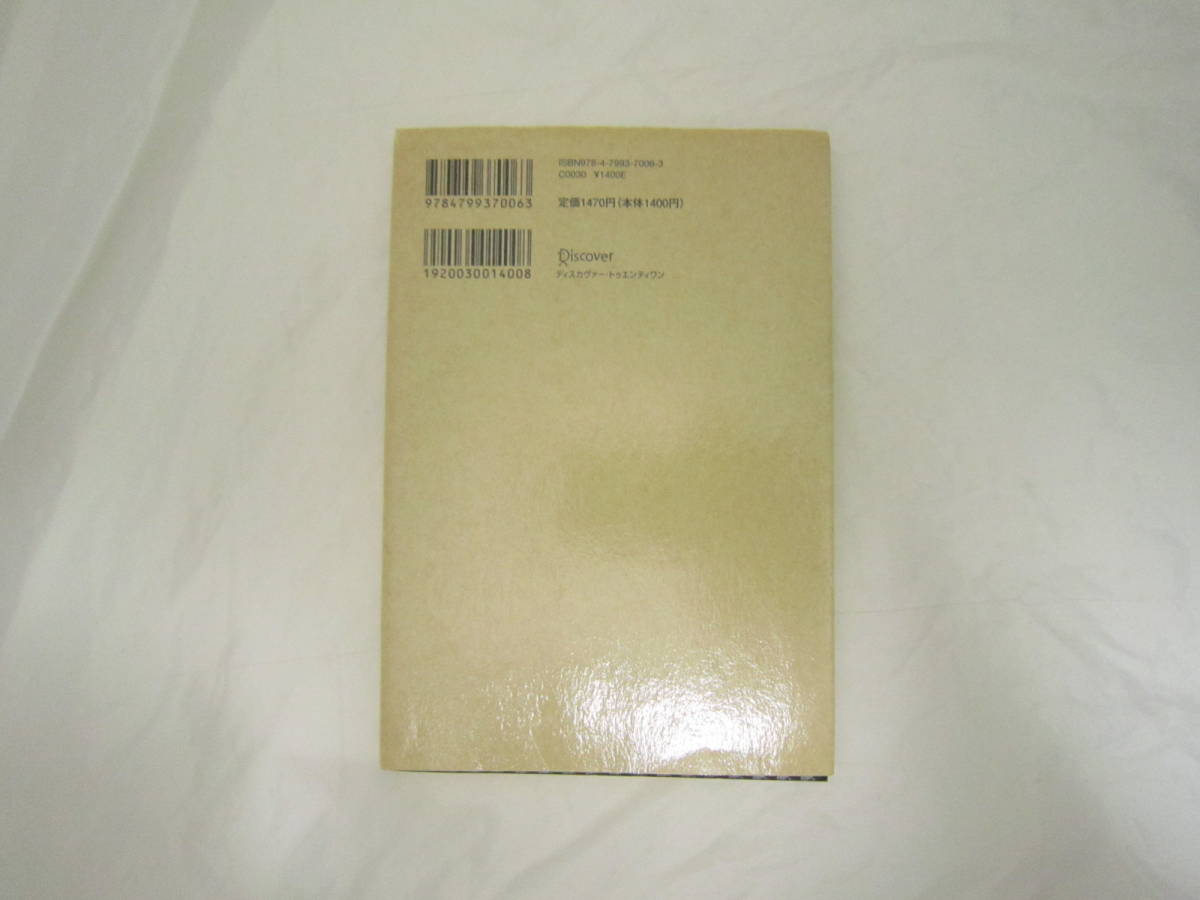 ISBN978-4-7993-7006-3
C0030 ¥1400E
9784799370063
定価1470円(本体1400円)
Discover
ディスカヴァー・トゥエンティワン
1920030014008